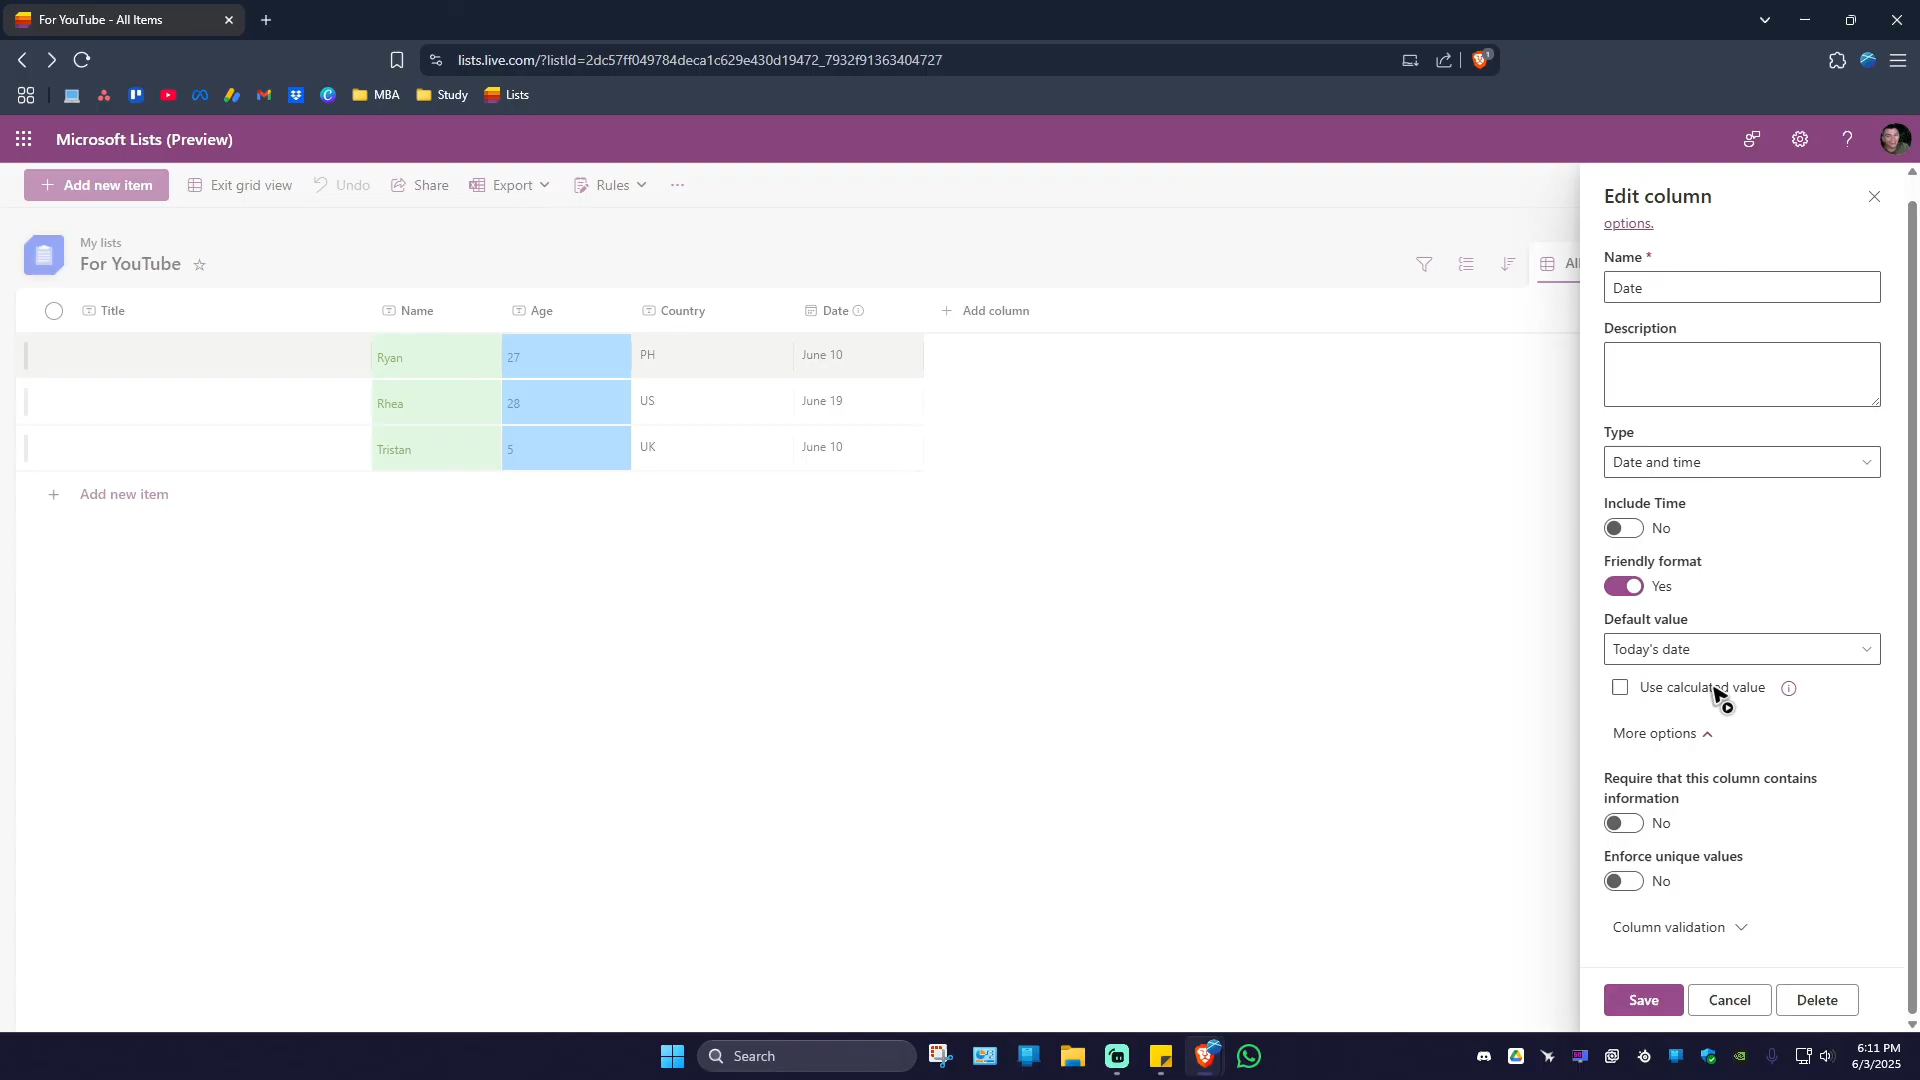 For YouTube - All Items
lists.live.com/?listId=2dc57ff049784deca1c629e430d19472_7932f91363404727
1
MBA
Study
Lists
Microsoft Lists (Preview)
Add new item
Exit grid view
Undo
Share
Export
Rules
My lists
For YouTube
All
Title
Name
Age
Country
Date
Add column
Ryan
27
PH
June 10
Rhea
28
US
June 19
Tristan
5
UK
June 10
Add new item
Edit column
options.
Name *
Date
Description
Type
Date and time
Include Time
No
Friendly format
Yes
Default value
Today's date
Use calculated value
More options
Require that this column contains
information
No
Enforce unique values
No
Column validation
Save
Cancel
Delete
Search
6:11 PM
6/3/2025